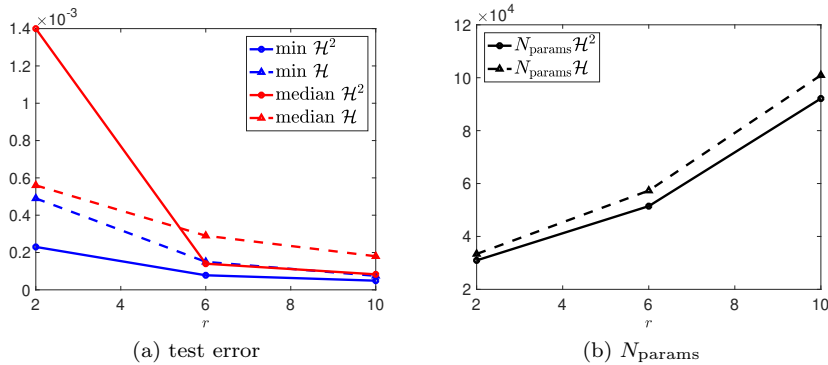 ×10⁻³
1.4
1.2
1
0.8
0.6
0.4
0.2
0
2
4
6
8
10
r
min ℋ²
min ℋ
median ℋ²
median ℋ
(a) test error
×10⁴
12
10
8
6
4
2
2
4
6
8
10
r
N_params ℋ²
N_params ℋ
(b) N_params